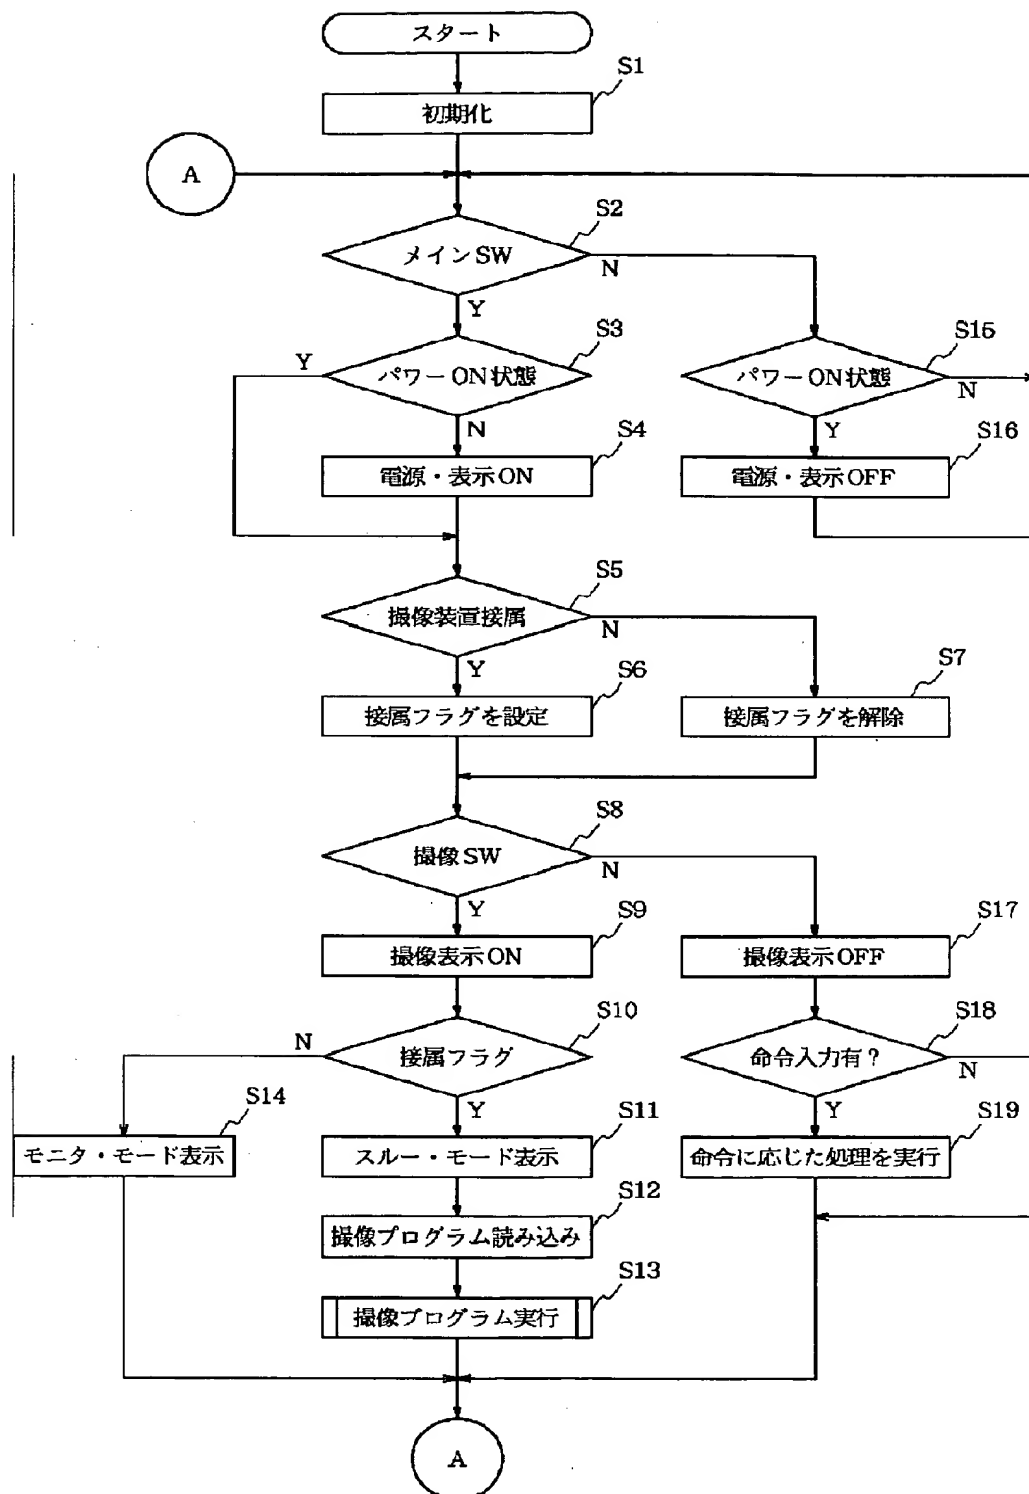 スタート
S1
初期化
A
S2
メインSW
N
Y
S3
Y
パワーON状態
N
S15
パワーON状態
N
Y
S4
電源・表示ON
S16
電源・表示OFF
S5
撮像装置接属
N
Y
S6
接属フラグを設定
S7
接属フラグを解除
S8
撮像SW
N
Y
S9
撮像表示ON
S17
撮像表示OFF
S10
N
接属フラグ
Y
S18
命令入力有?
N
Y
S14
モニタ・モード表示
S11
スルー・モード表示
S19
命令に応じた処理を実行
S12
撮像プログラム読み込み
S13
撮像プログラム実行
A